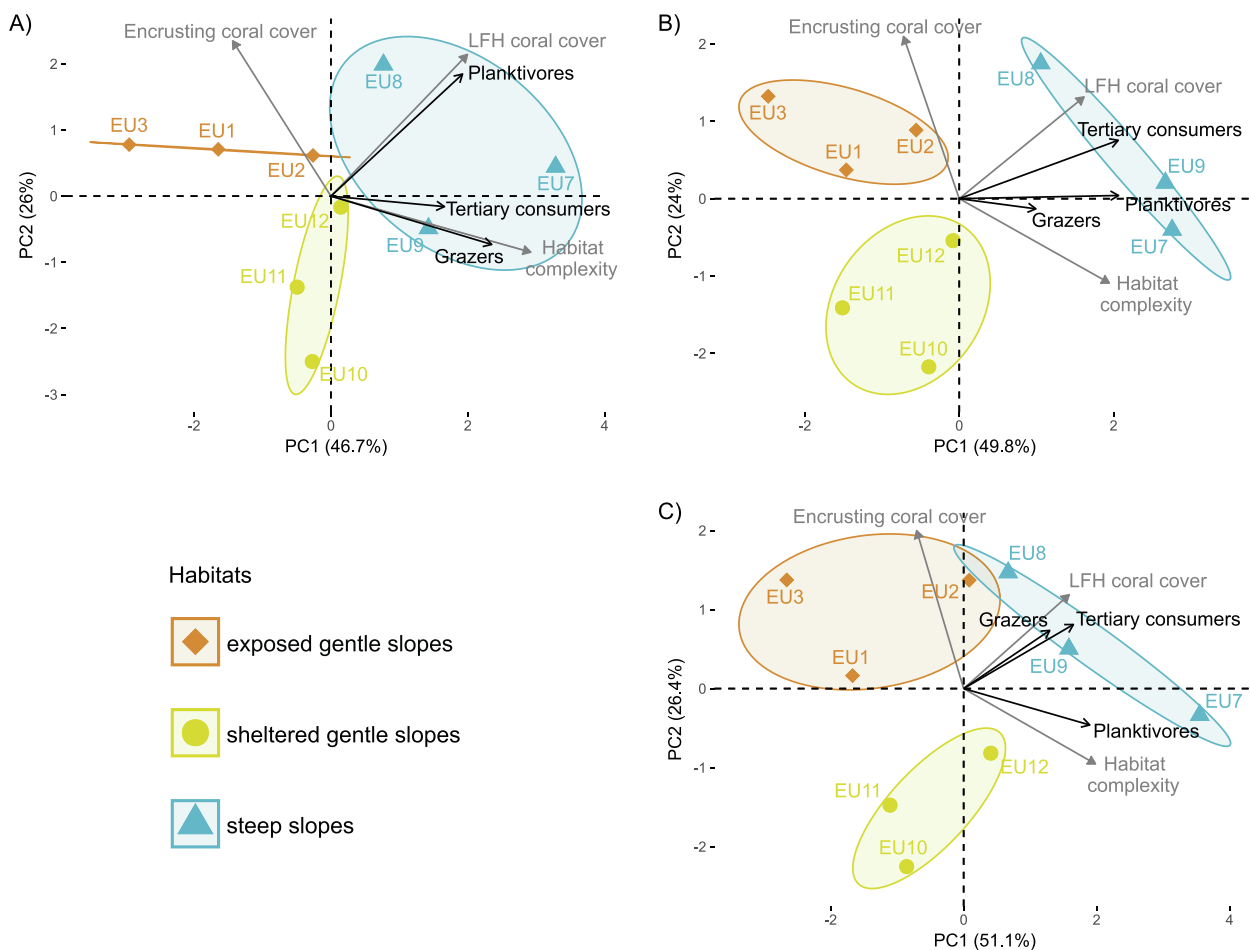 A)
Encrusting coral cover
LFH coral cover
Planktivores
EU8
EU3
EU1
EU2
EU7
EU12
Tertiary consumers
EU9
Grazers
Habitat
complexity
EU11
EU10
2
1
0
-1
-2
-3
PC2 (26%)
-2
0
2
4
PC1 (46.7%)
B)
Encrusting coral cover
EU8
LFH coral cover
EU3
EU1
EU2
Tertiary consumers
EU9
Planktivores
Grazers
EU7
EU12
EU11
Habitat
complexity
EU10
2
1
0
-1
-2
PC2 (24%)
-2
0
2
PC1 (49.8%)
Habitats
exposed gentle slopes
sheltered gentle slopes
steep slopes
C)
Encrusting coral cover
EU8
LFH coral cover
EU3
EU2
Grazers
Tertiary consumers
EU1
EU9
EU7
Planktivores
EU12
Habitat
complexity
EU11
EU10
2
1
0
-1
-2
PC2 (26.4%)
-2
0
2
4
PC1 (51.1%)